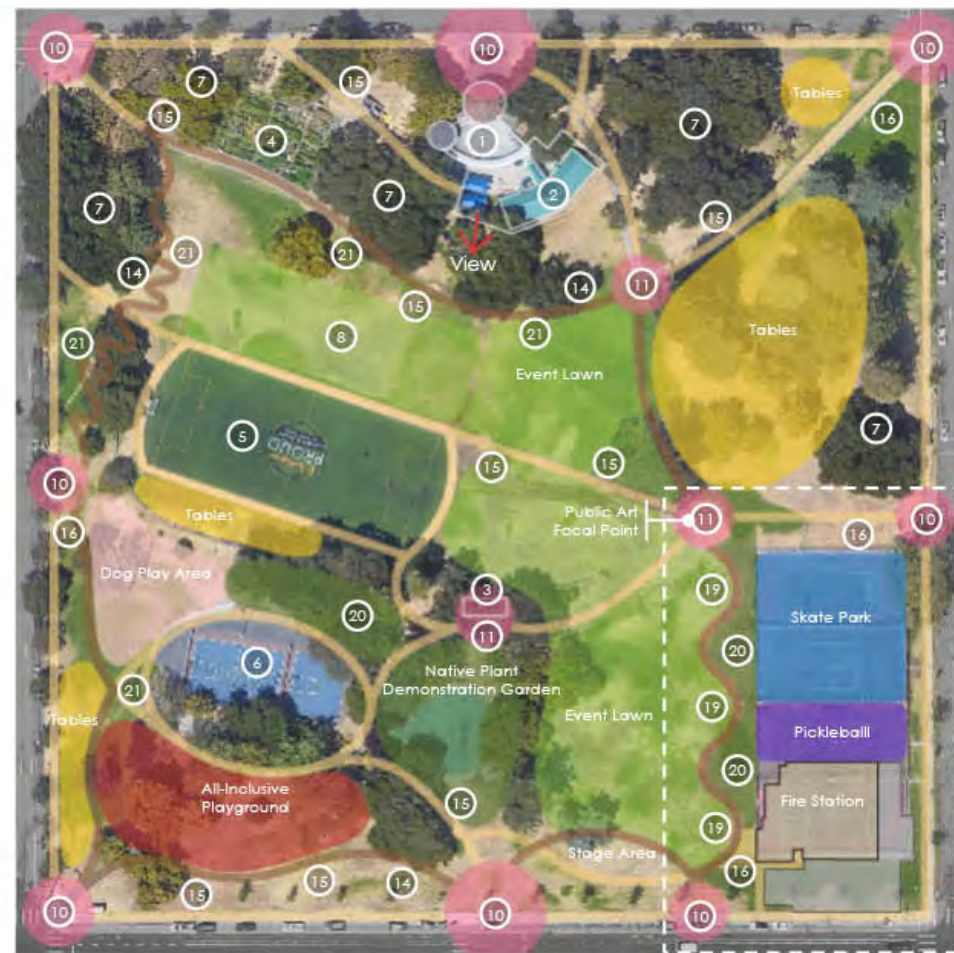 10
10
10
7
15
Tables
15
16
4
1
7
7
2
7
15
21
21
View
14
14
11
15
21
21
8
Tables
Event Lawn
7
5
PROUD
15
15
10
Tables
Public Art
Focal Point
11
10
16
16
Dog Play Area
3
19
Skate Park
20
11
20
6
Native Plant
Demonstration Garden
21
19
Tables
Event Lawn
Pickleballl
20
All-Inclusive
Playground
15
Fire Station
19
Stage Area
16
15
15
14
10
10
10